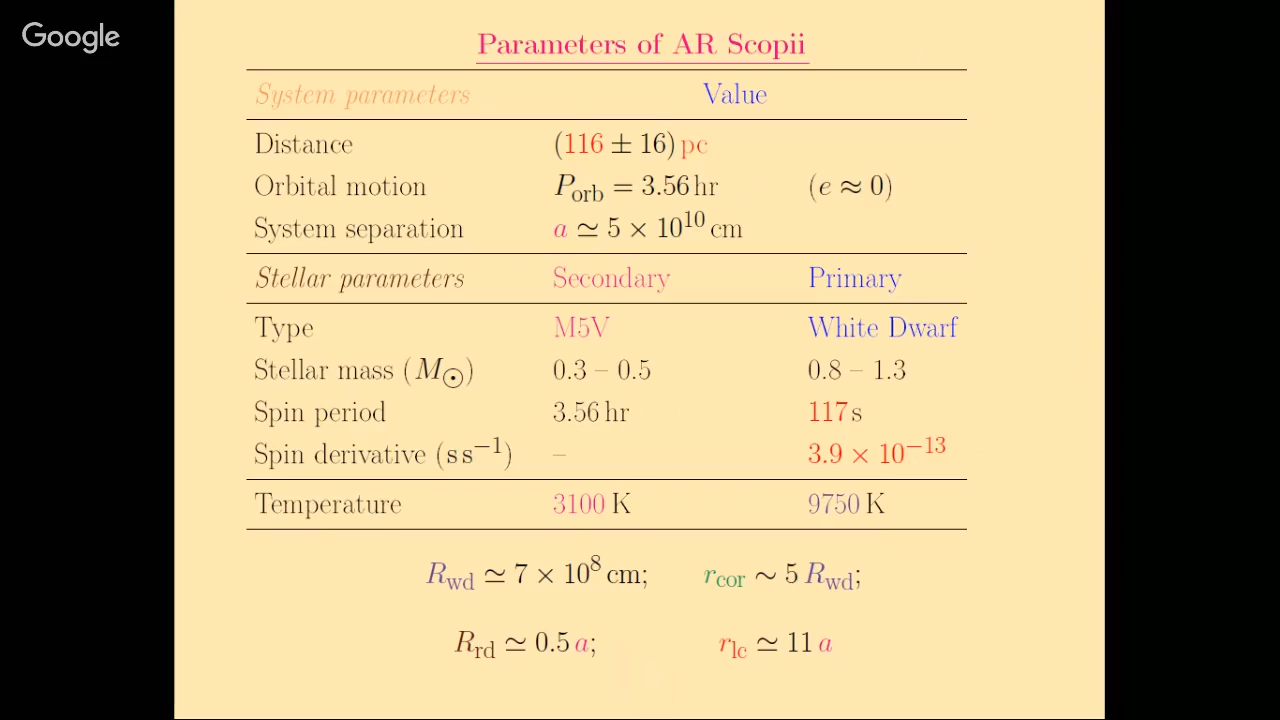 Google
Parameters of AR Scopii
System parameters Value
Distance (116 ± 16) pc
Orbital motion P_orb = 3.56 hr (e ≈ 0)
System separation a ≃ 5 × 10^10 cm
Stellar parameters Secondary Primary
Type M5V White Dwarf
Stellar mass (M_⊙) 0.3 – 0.5 0.8 – 1.3
Spin period 3.56 hr 117 s
Spin derivative (s s^−1) – 3.9 × 10^−13
Temperature 3100 K 9750 K
R_wd ≃ 7 × 10^8 cm; r_cor ∼ 5 R_wd;
R_rd ≃ 0.5 a; r_lc ≃ 11 a